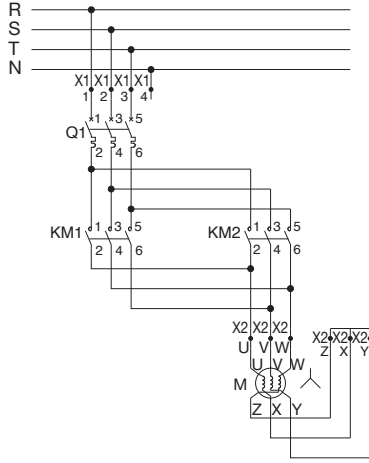 R
S
T
N
X1 X1 X1 X1
1 2 3 4
Q1 1 3 5
2 4 6
KM1 1 3 5 KM2 1 3 5
2 4 6 2 4 6
X2 X2 X2 X2 X2 X2
U V W Z X Y
U V W
M
Z X Y